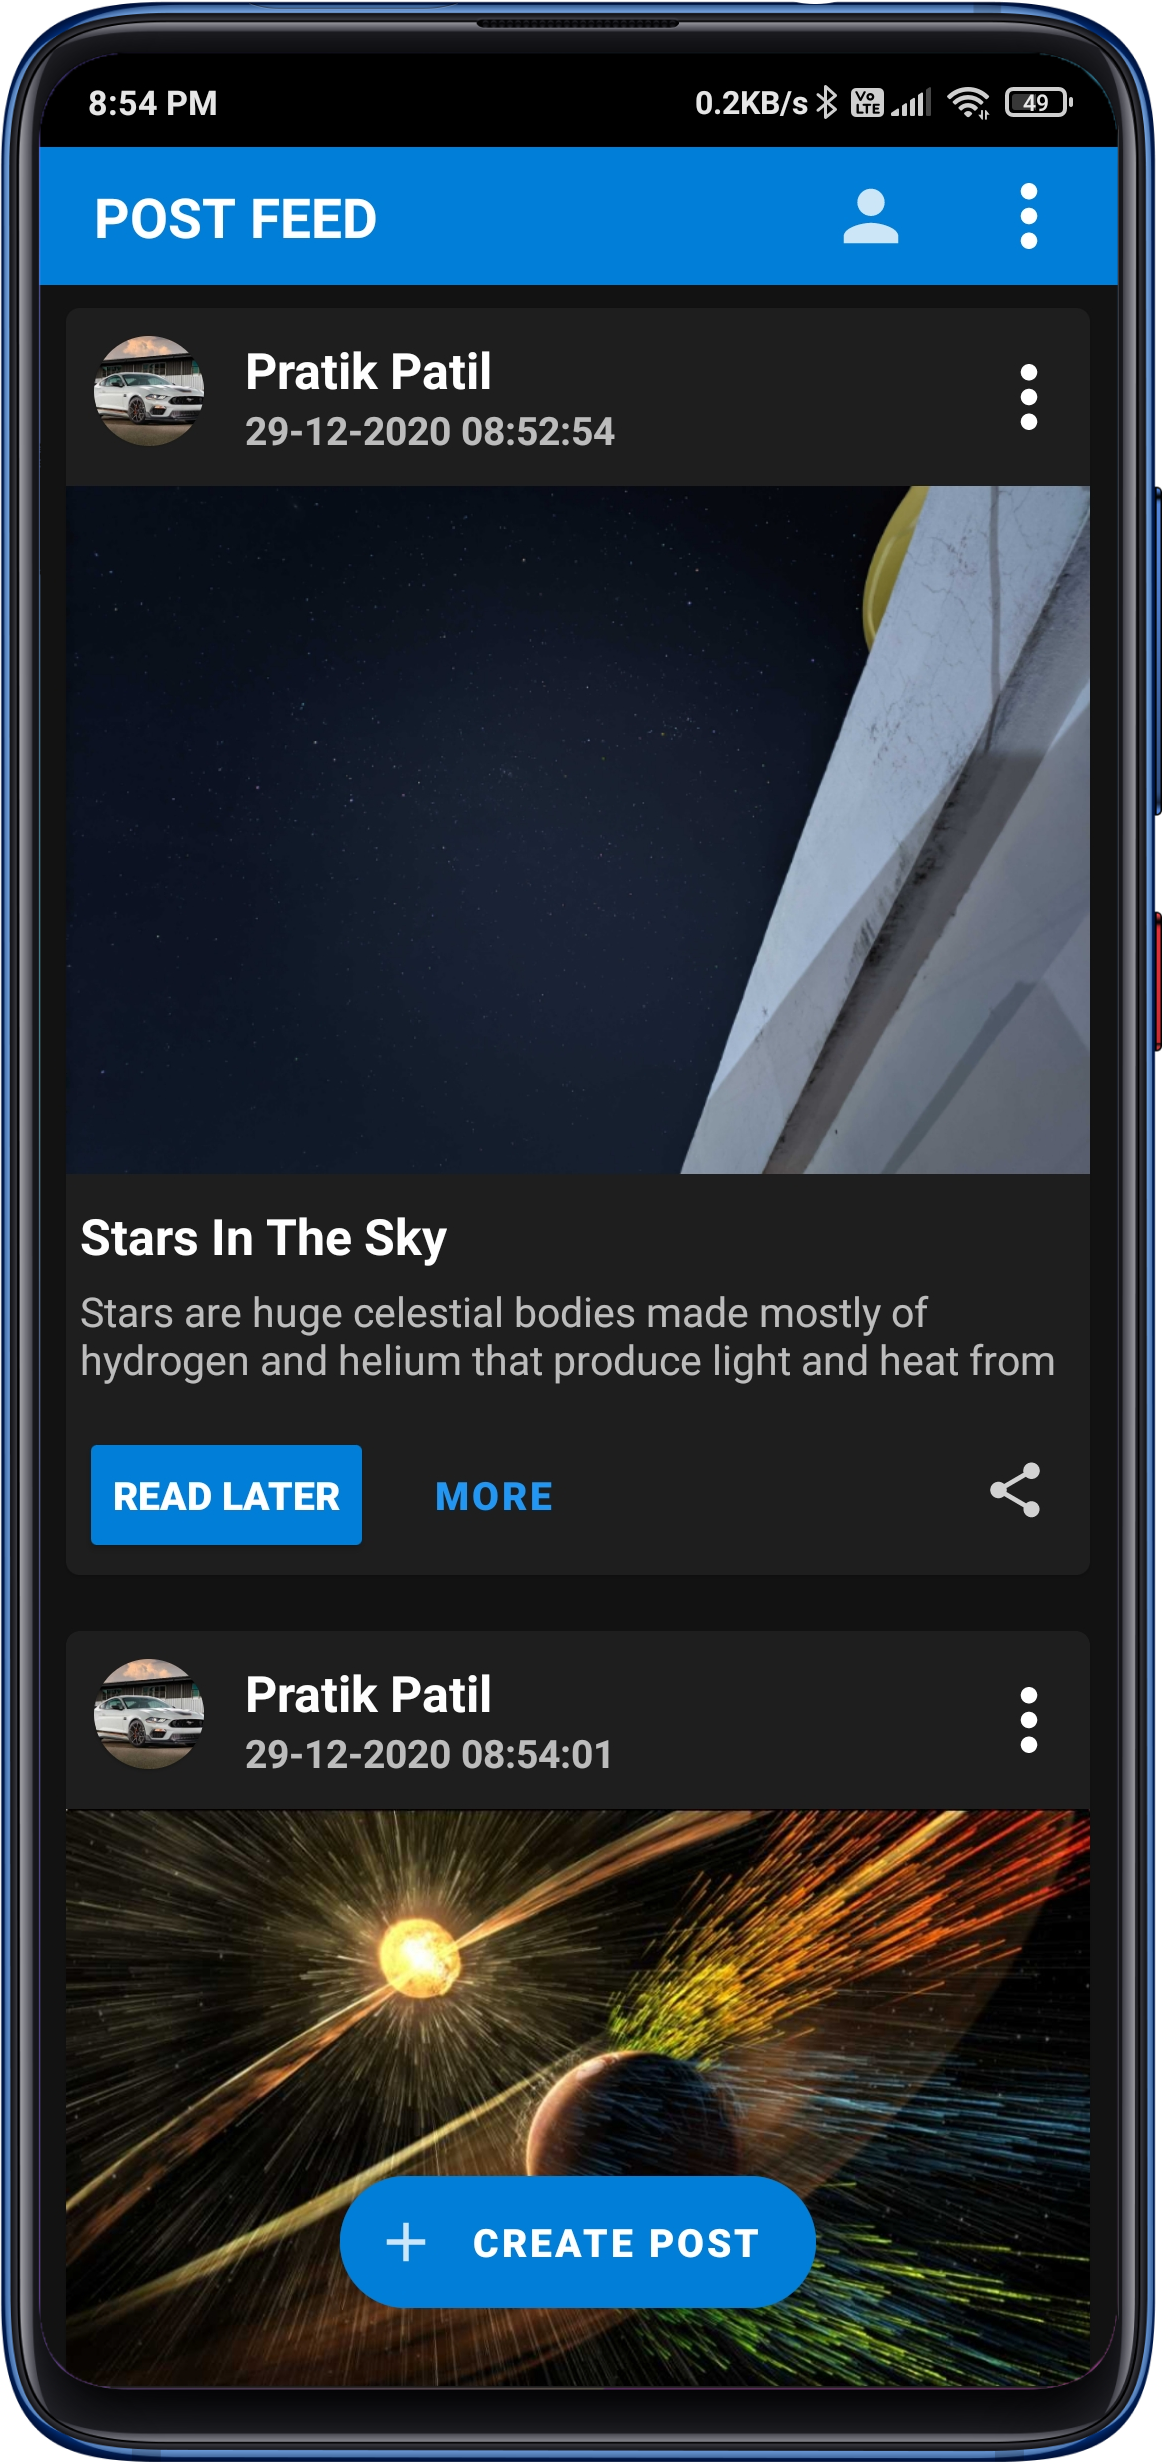 8:54 PM
0.2KB/s Vo LTE 49
POST FEED
Pratik Patil
29-12-2020 08:52:54
Stars In The Sky
Stars are huge celestial bodies made mostly of
hydrogen and helium that produce light and heat from
READ LATER MORE
Pratik Patil
29-12-2020 08:54:01
CREATE POST